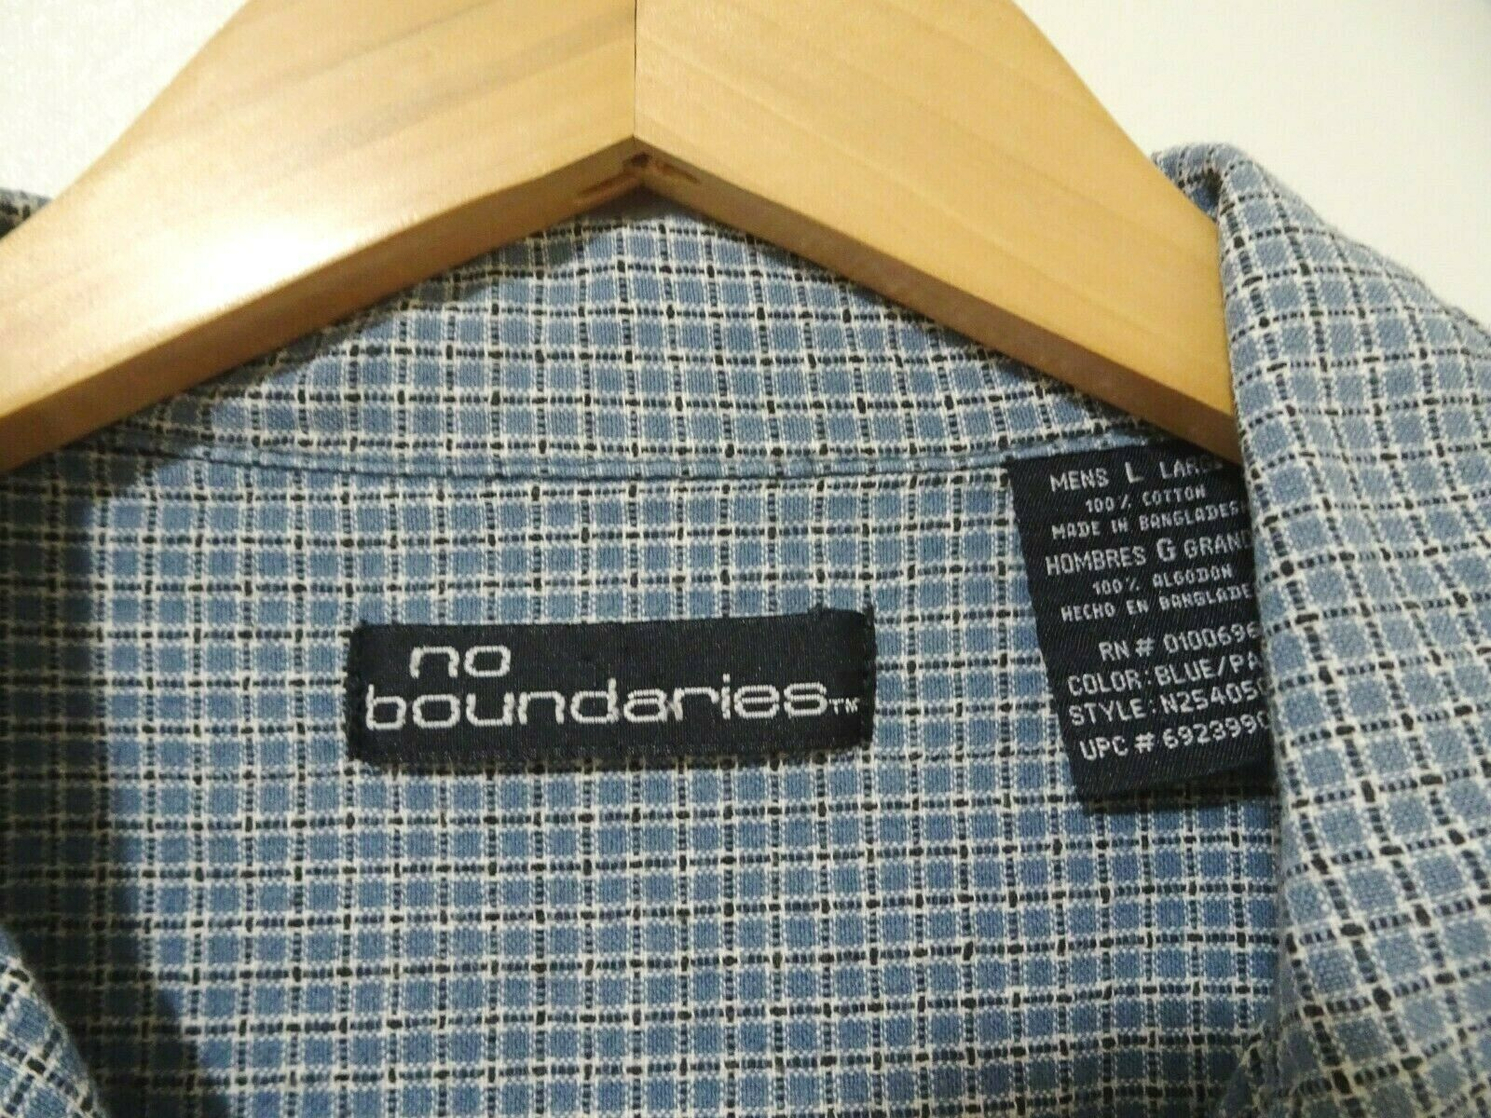 no
boundaries™
MENS L LARG
100% COTTON
MADE IN BANGLADES
HOMBRES G GRAND
100% ALGODON
HECHO EN BANGLADE
RN # 0100696
COLOR: BLUE/PA
STYLE: N254050
UPC # 692399